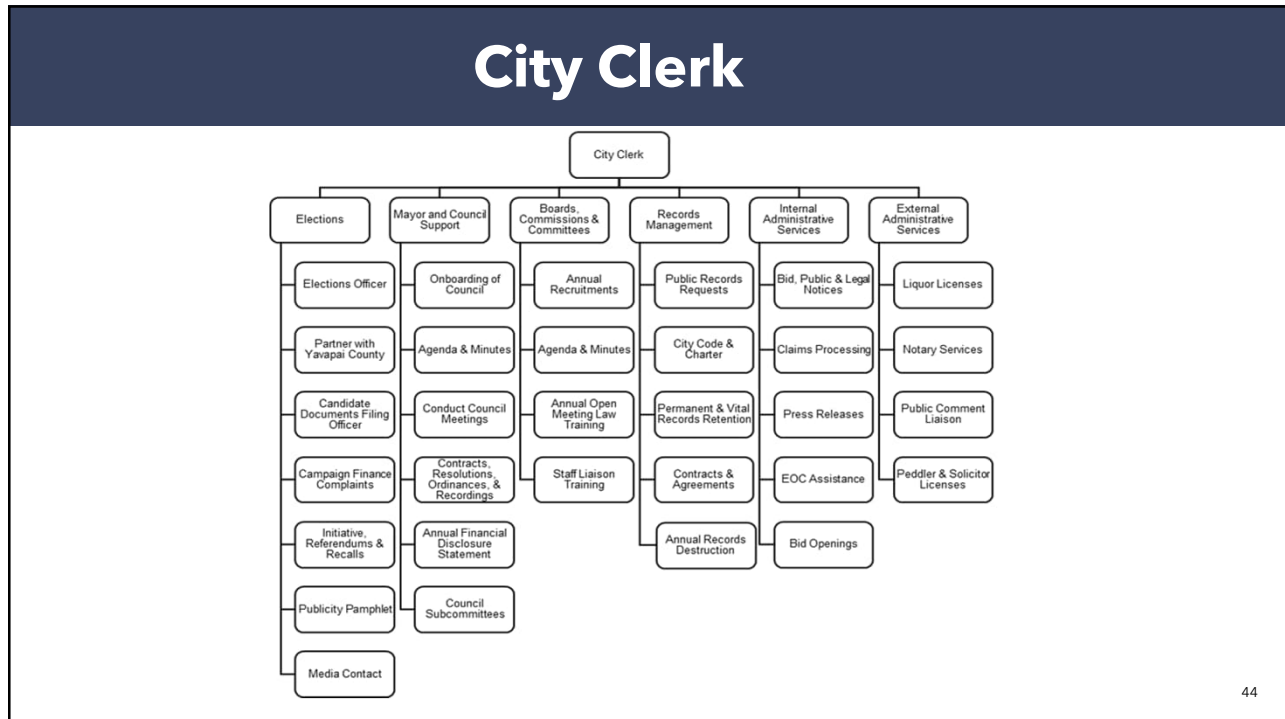 City Clerk
City Clerk
Elections
Elections Officer
Partner with
Yavapai County
Candidate
Documents Filing
Officer
Campaign Finance
Complaints
Initiative,
Referendums &
Recalls
Publicity Pamphlet
Media Contact
Mayor and Council
Support
Onboarding of
Council
Agenda & Minutes
Conduct Council
Meetings
Contracts,
Resolutions,
Ordinances, &
Recordings
Annual Financial
Disclosure
Statement
Council
Subcommittees
Boards,
Commissions &
Committees
Annual
Recruitments
Agenda & Minutes
Annual Open
Meeting Law
Training
Staff Liaison
Training
Records
Management
Public Records
Requests
City Code &
Charter
Permanent & Vital
Records Retention
Contracts &
Agreements
Annual Records
Destruction
Internal
Administrative
Services
Bid, Public & Legal
Notices
Claims Processing
Press Releases
EOC Assistance
Bid Openings
External
Administrative
Services
Liquor Licenses
Notary Services
Public Comment
Liaison
Peddler & Solicitor
Licenses
44